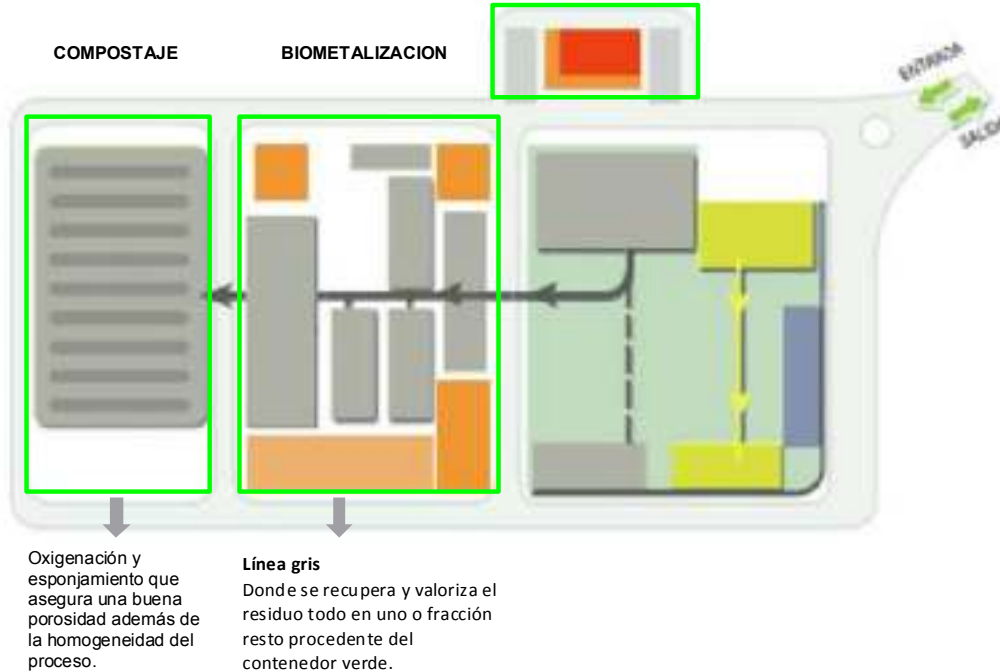 COMPOSTAJE
BIOMETALIZACION
ENTRADA
SALIDA
Oxigenación y
esponjamiento que
asegura una buena
porosidad además de
la homogeneidad del
proceso.
Línea gris
Donde se recupera y valoriza el
residuo todo en uno o fracción
resto procedente del
contenedor verde.